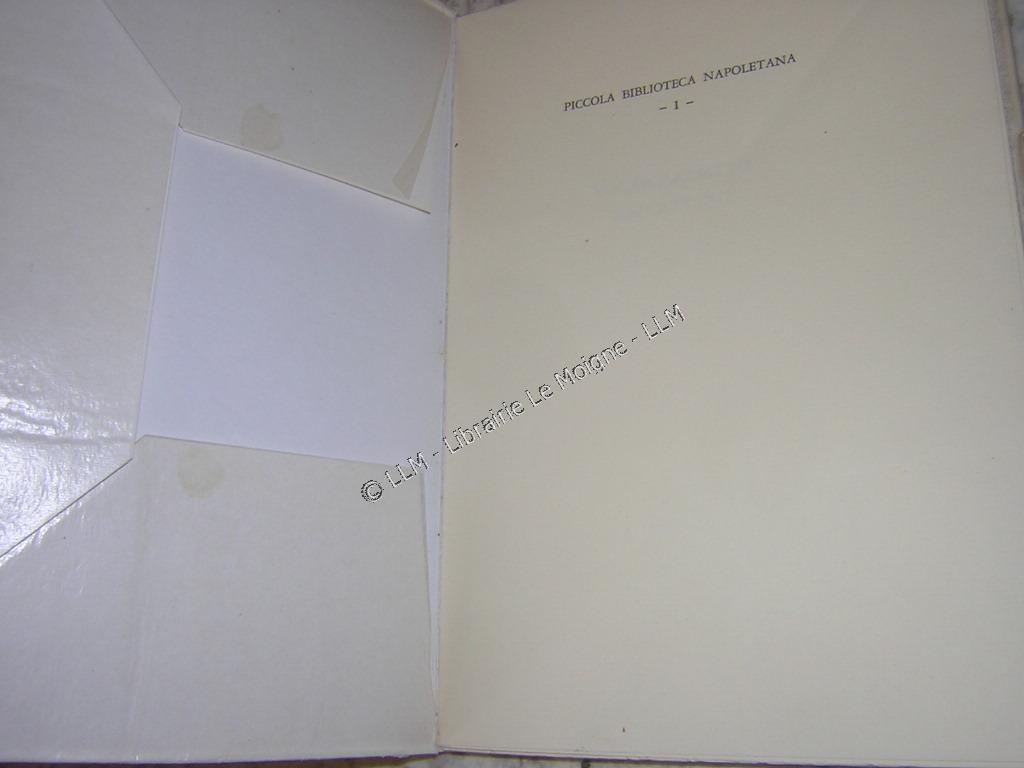 PICCOLA BIBLIOTECA NAPOLETANA
– 1 –
© LLM - Librairie Le Moigne - LLM